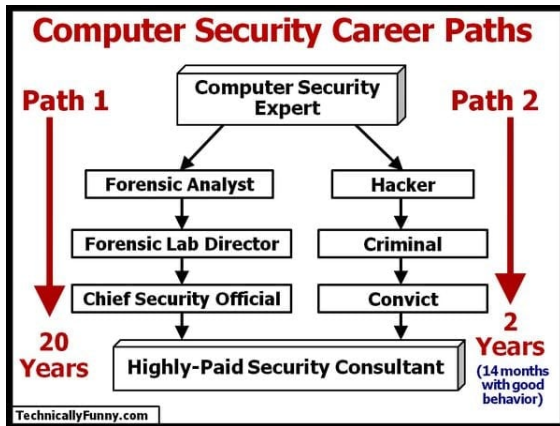 Computer Security Career Paths
Path 1
Computer Security
Expert
Path 2
Forensic Analyst
Hacker
Forensic Lab Director
Criminal
Chief Security Official
Convict
20
Years
2
Years
(14 months
with good
behavior)
Highly-Paid Security Consultant
TechnicallyFunny.com